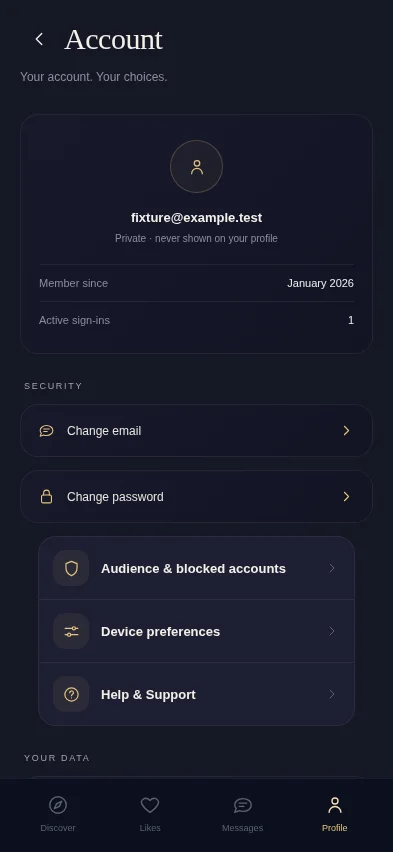 Account
Your account. Your choices.
fixture@example.test
Private · never shown on your profile
Member since January 2026
Active sign-ins 1
SECURITY
Change email
Change password
Audience & blocked accounts
Device preferences
Help & Support
YOUR DATA
Discover Likes Messages Profile